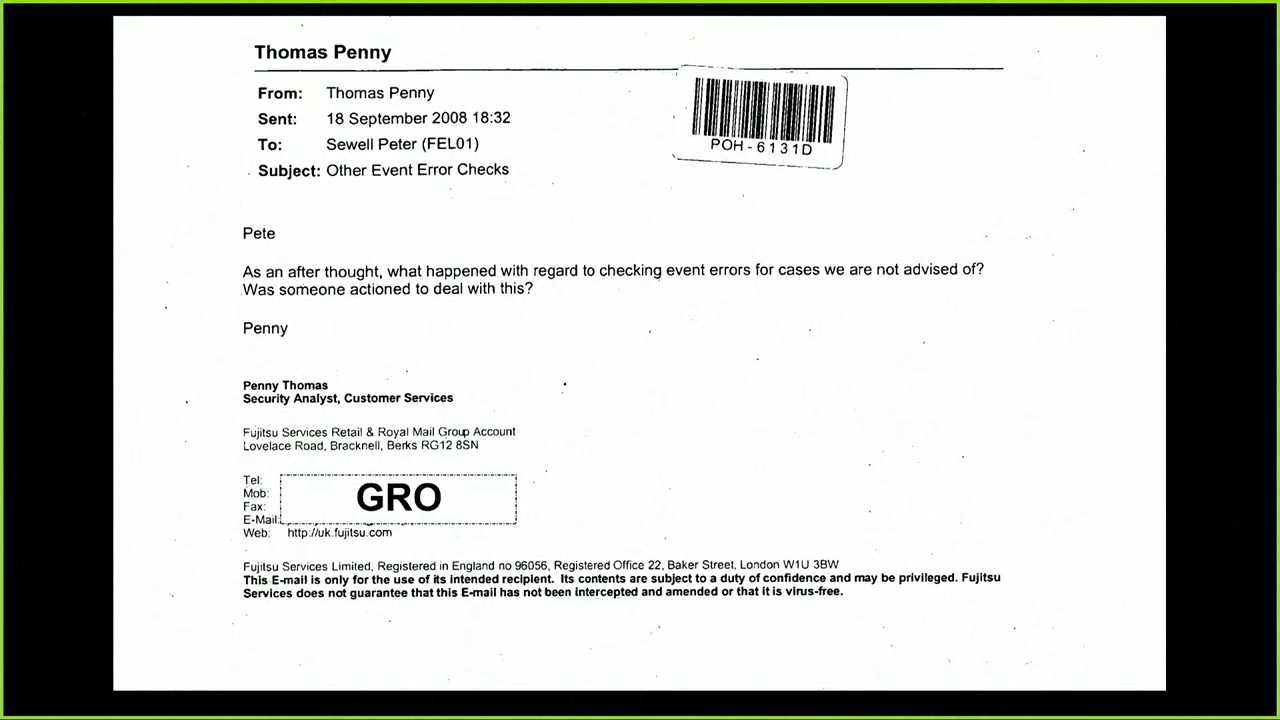 Thomas Penny
From: Thomas Penny
Sent: 18 September 2008 18:32
To: Sewell Peter (FEL01)
Subject: Other Event Error Checks
POH-6131D
Pete
As an after thought, what happened with regard to checking event errors for cases we are not advised of?
Was someone actioned to deal with this?
Penny
Penny Thomas
Security Analyst, Customer Services
Fujitsu Services Retail & Royal Mail Group Account
Lovelace Road, Bracknell, Berks RG12 8SN
Tel:
Mob:
Fax:
E-Mail:
GRO
Web: http://uk.fujitsu.com
Fujitsu Services Limited, Registered in England no 96056, Registered Office 22, Baker Street, London W1U 3BW
This E-mail is only for the use of its intended recipient. Its contents are subject to a duty of confidence and may be privileged. Fujitsu
Services does not guarantee that this E-mail has not been intercepted and amended or that it is virus-free.